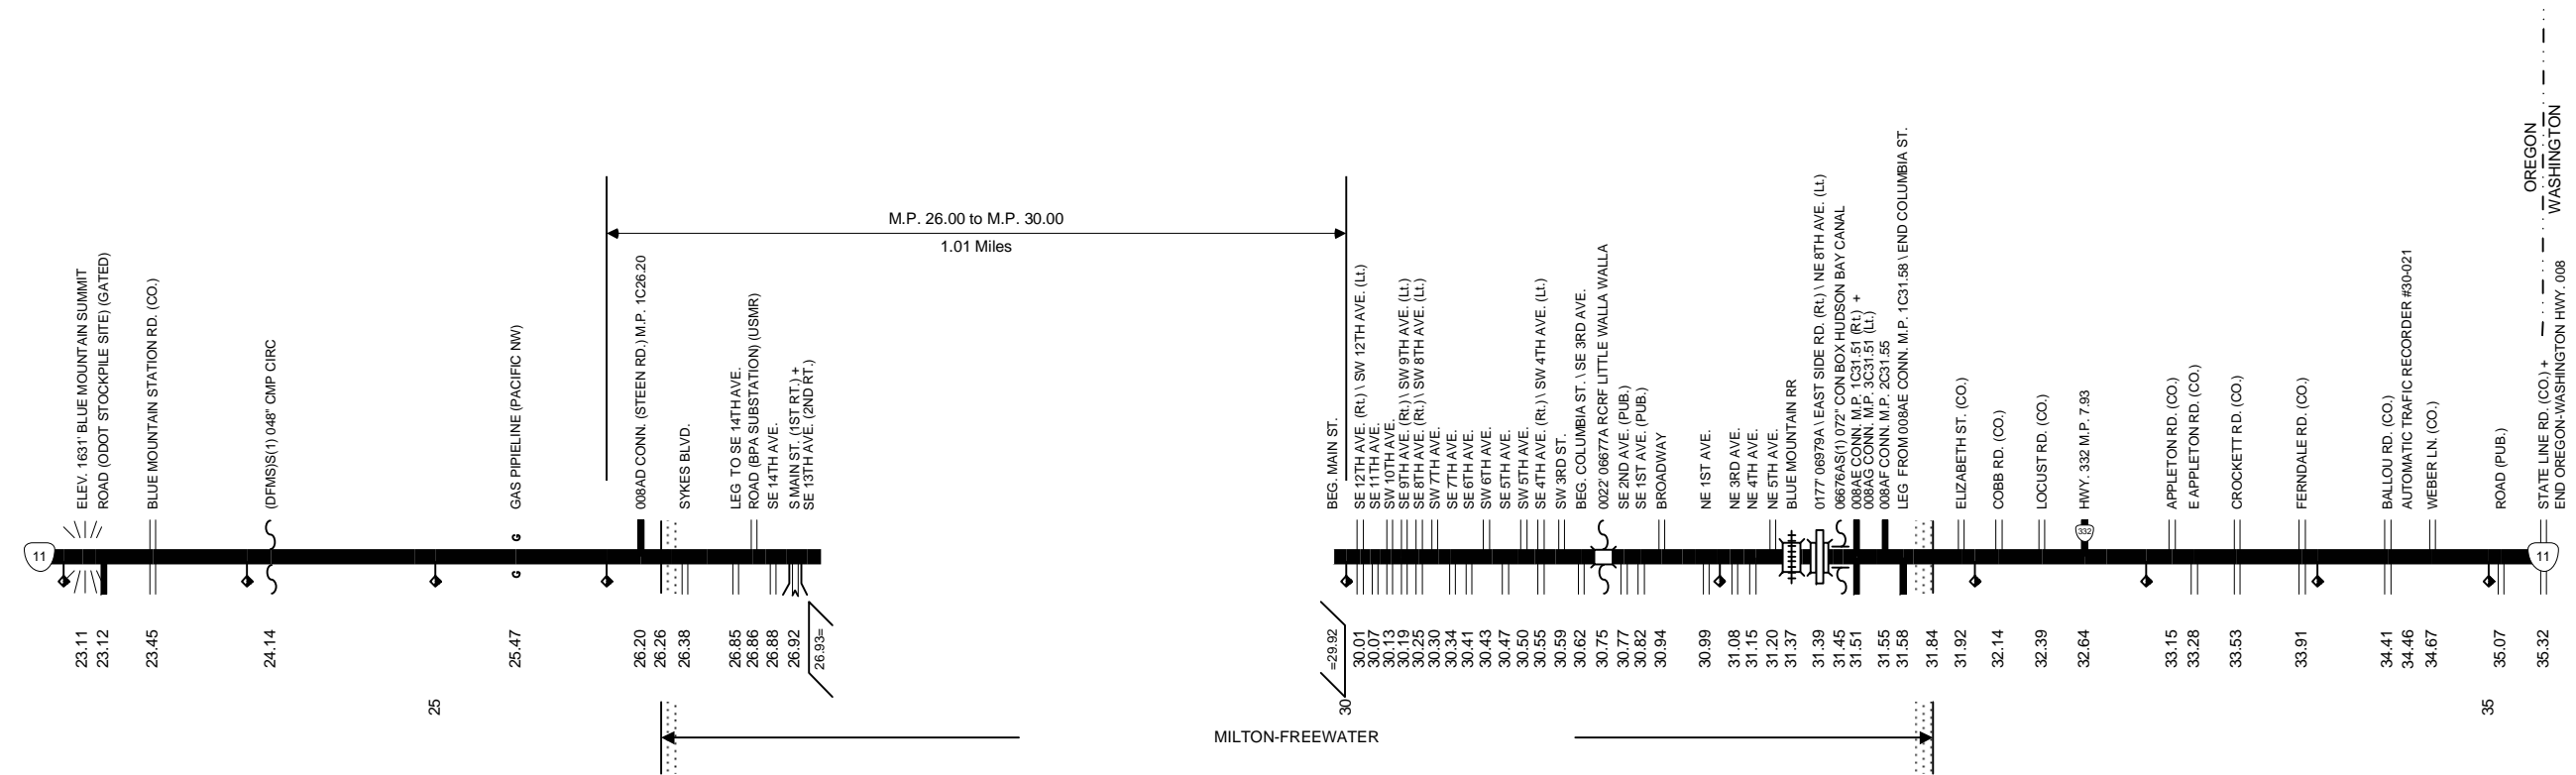 OREGON
WASHINGTON
M.P. 26.00 to M.P. 30.00
1.01 Miles
ELEV. 1631' BLUE MOUNTAIN SUMMIT
ROAD (ODOT STOCKPILE SITE) (GATED)
BLUE MOUNTAIN STATION RD. (CO.)
(DFMS)S(1) 048" CMP CIRC
GAS PIPIELINE (PACIFIC NW)
008AD CONN. (STEEN RD.) M.P. 1C26.20
SYKES BLVD.
LEG TO SE 14TH AVE.
ROAD (BPA SUBSTATION) (USMR)
SE 14TH AVE.
S MAIN ST. (1ST RT.) +
SE 13TH AVE. (2ND RT.)
BEG. MAIN ST.
SE 12TH AVE. (Rt.) \ SW 12TH AVE. (Lt.)
SE 11TH AVE.
SW 10TH AVE.
SE 9TH AVE. (Rt.) \ SW 9TH AVE. (Lt.)
SE 8TH AVE. (Rt.) \ SW 8TH AVE. (Lt.)
SW 7TH AVE.
SE 7TH AVE.
SE 6TH AVE.
SW 6TH AVE.
SE 5TH AVE.
SW 5TH AVE.
SE 4TH AVE. (Rt.) \ SW 4TH AVE. (Lt.)
SW 3RD ST.
BEG. COLUMBIA ST. \ SE 3RD AVE.
0022' 06677A RCRF LITTLE WALLA WALLA
SE 2ND AVE. (PUB.)
SE 1ST AVE. (PUB.)
BROADWAY
NE 1ST AVE.
NE 3RD AVE.
NE 4TH AVE.
NE 5TH AVE.
BLUE MOUNTAIN RR
0177' 06979A \ EAST SIDE RD. (Rt.) \ NE 8TH AVE. (Lt.)
06676AS(1) 072" CON BOX HUDSON BAY CANAL
008AE CONN. M.P. 1C31.51 (Rt.) +
008AG CONN. M.P. 3C31.51 (Lt.)
008AF CONN. M.P. 2C31.55
LEG FROM 008AE CONN. M.P. 1C31.58 \ END COLUMBIA ST.
ELIZABETH ST. (CO.)
COBB RD. (CO.)
LOCUST RD. (CO.)
HWY. 332 M.P. 7.93
APPLETON RD. (CO.)
E APPLETON RD. (CO.)
CROCKETT RD. (CO.)
FERNDALE RD. (CO.)
BALLOU RD. (CO.)
AUTOMATIC TRAFIC RECORDER #30-021
WEBER LN. (CO.)
ROAD (PUB.)
STATE LINE RD. (CO.) +
END OREGON-WASHINGTON HWY. 008
11
G
G
332
11
23.11
23.12
23.45
24.14
25.47
26.20
26.26
26.38
26.85
26.86
26.88
26.92
26.93=
=29.92
30.01
30.07
30.13
30.19
30.25
30.30
30.34
30.41
30.43
30.47
30.50
30.55
30.59
30.62
30.75
30.77
30.82
30.94
30.99
31.08
31.15
31.20
31.37
31.39
31.45
31.51
31.55
31.58
31.84
31.92
32.14
32.39
32.64
33.15
33.28
33.53
33.91
34.41
34.46
34.67
35.07
35.32
25
30
35
MILTON-FREEWATER